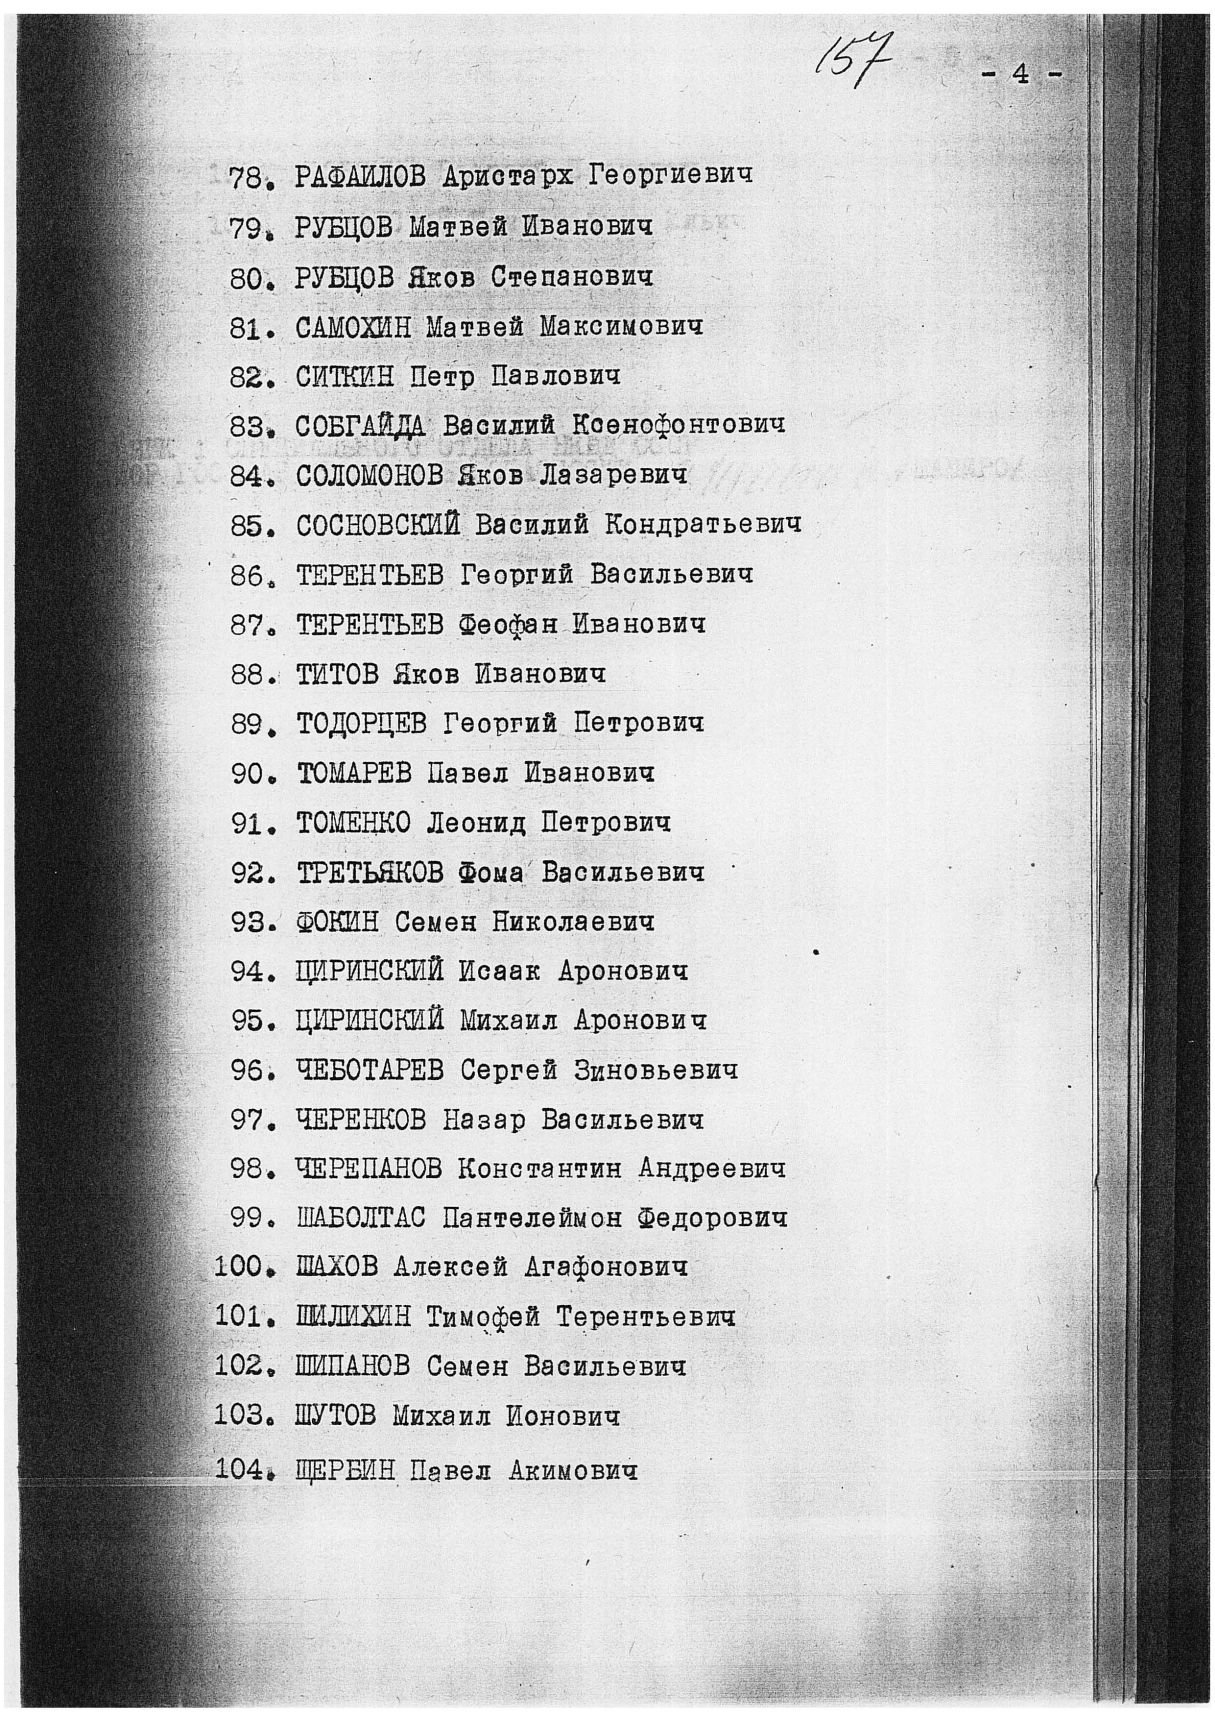 157
- 4 -
78. РАФАИЛОВ Аристарх Георгиевич
79. РУБЦОВ Матвей Иванович
80. РУБЦОВ Яков Степанович
81. САМОХИН Матвей Максимович
82. СИТКИН Петр Павлович
83. СОБГАЙДА Василий Ксенофонтович
84. СОЛОМОНОВ Яков Лазаревич
85. СОСНОВСКИЙ Василий Кондратьевич
86. ТЕРЕНТЬЕВ Георгий Васильевич
87. ТЕРЕНТЬЕВ Феофан Иванович
88. ТИТОВ Яков Иванович
89. ТОДОРЦЕВ Георгий Петрович
90. ТОМАРЕВ Павел Иванович
91. ТОМЕНКО Леонид Петрович
92. ТРЕТЬЯКОВ Фома Васильевич
93. ФОКИН Семен Николаевич
94. ЦИРИНСКИЙ Исаак Аронович
95. ЦИРИНСКИЙ Михаил Аронович
96. ЧЕБОТАРЕВ Сергей Зиновьевич
97. ЧЕРЕНКОВ Назар Васильевич
98. ЧЕРЕПАНОВ Константин Андреевич
99. ШАБОЛТАС Пантелеймон Федорович
100. ШАХОВ Алексей Агафонович
101. ШИЛИХИН Тимофей Терентьевич
102. ШИПАНОВ Семен Васильевич
103. ШУТОВ Михаил Ионович
104. ЩЕРБИН Павел Акимович